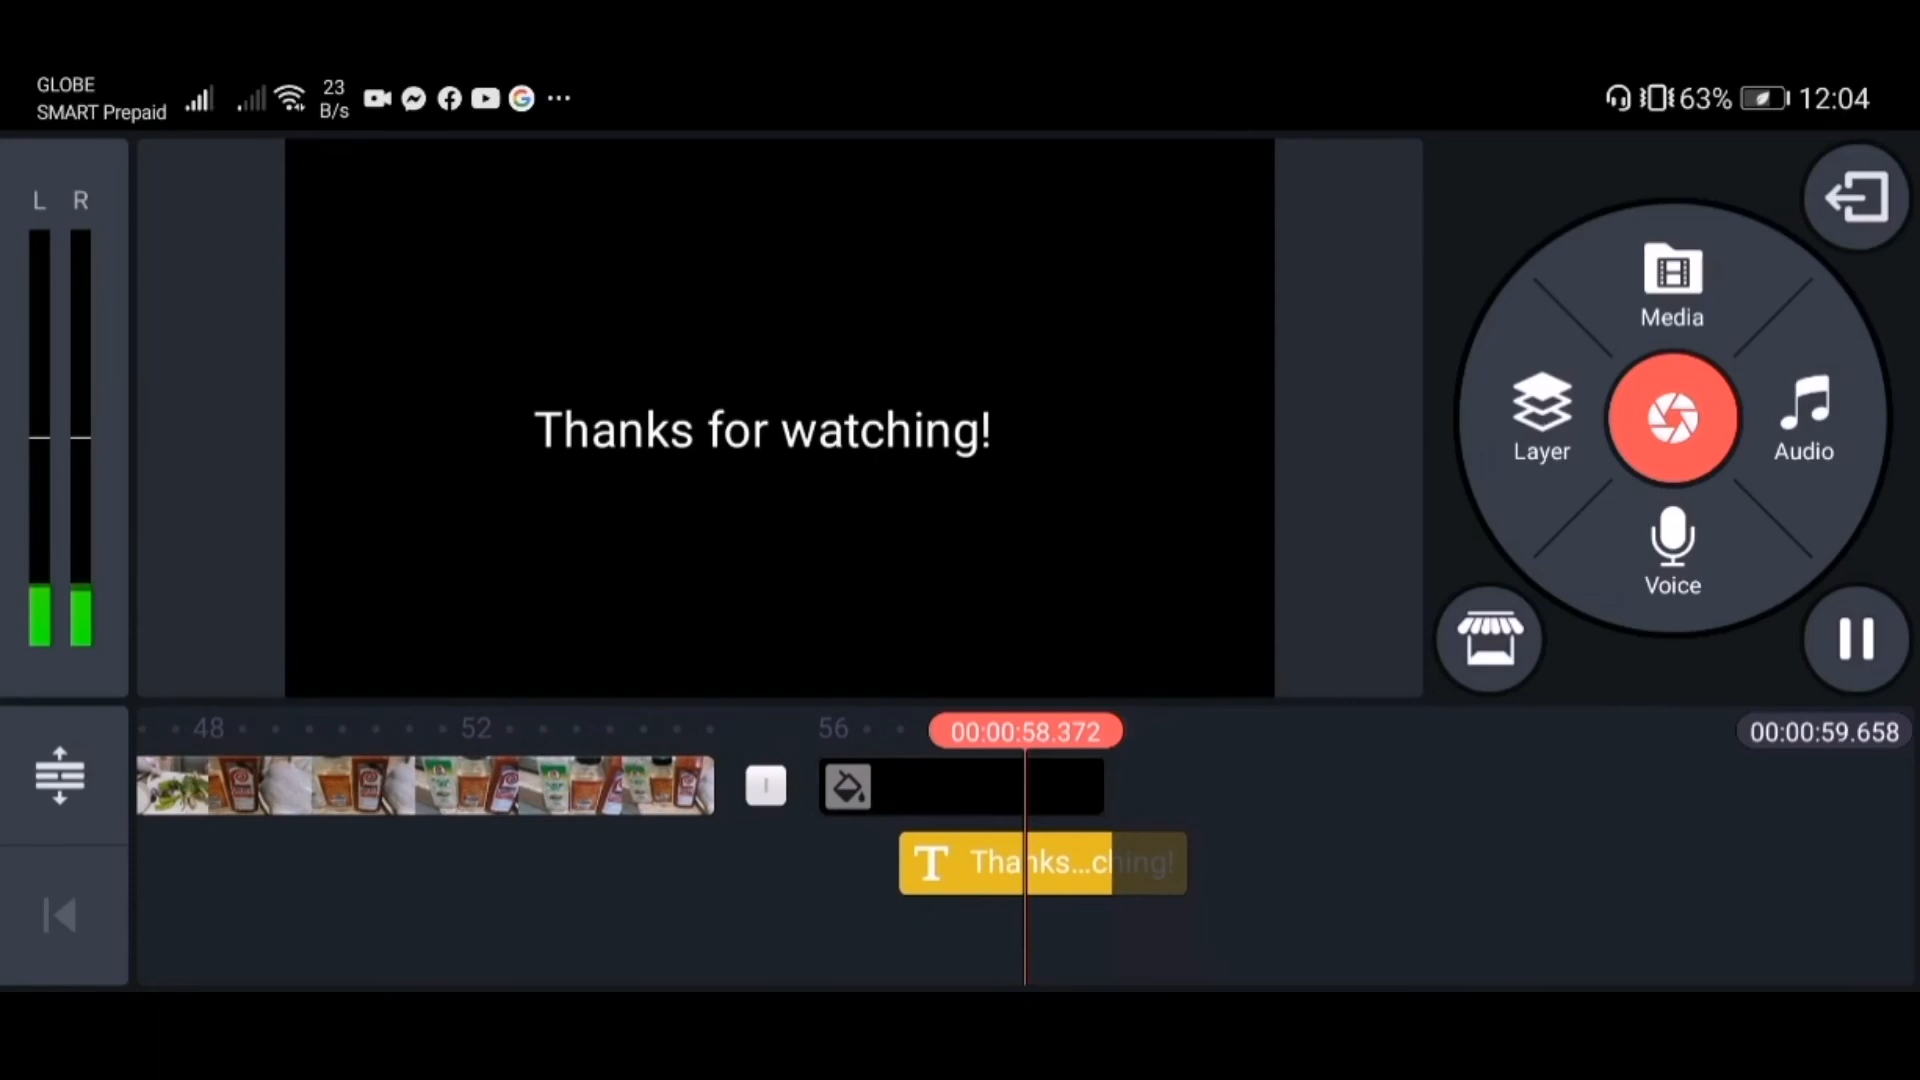 GLOBE
SMART Prepaid
23
B/s
63%
12:04
L R
Thanks for watching!
Media
Layer
Audio
Voice
48
52
56
00:00:58.372
00:00:59.658
T Thanks...ching!